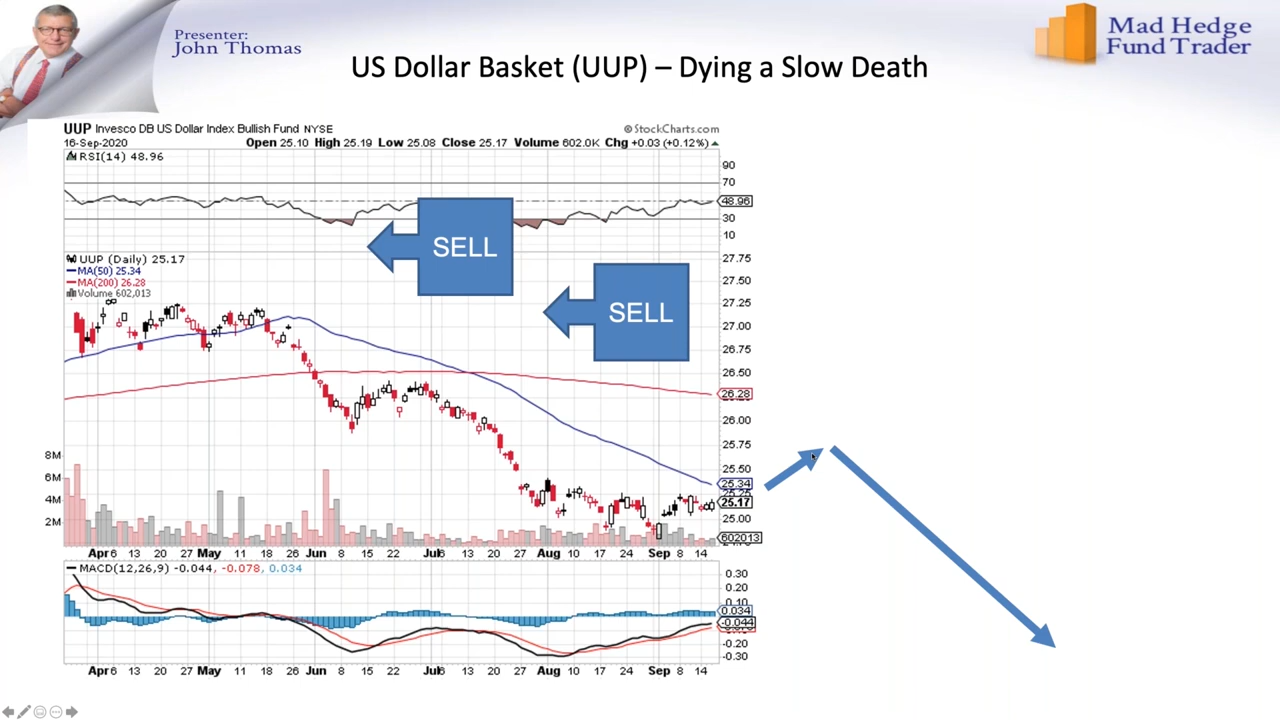 Presenter:
John Thomas
Mad Hedge
Fund Trader
US Dollar Basket (UUP) – Dying a Slow Death
UUP Invesco DB US Dollar Index Bullish Fund NYSE
© StockCharts.com
16-Sep-2020
Open 25.10 High 25.19 Low 25.08 Close 25.17 Volume 602.0K Chg +0.03 (+0.12%)
RSI(14) 48.96
90
70
48.96
30
10
SELL
SELL
UUP (Daily) 25.17
MA(50) 25.34
MA(200) 26.28
Volume 602,013
27.75
27.50
27.25
27.00
26.75
26.50
26.28
26.00
25.75
25.50
25.34
25.17
25.00
602013
8M
6M
4M
2M
Apr 6 13 20 27 May 11 18 26 Jun 8 15 22 Jul 6 13 20 27 Aug 10 17 24 Sep 8 14
MACD(12,26,9) -0.044, -0.078, 0.034
0.30
0.20
0.10
0.034
-0.044
-0.20
-0.30
Apr 6 13 20 27 May 11 18 26 Jun 8 15 22 Jul 6 13 20 27 Aug 10 17 24 Sep 8 14